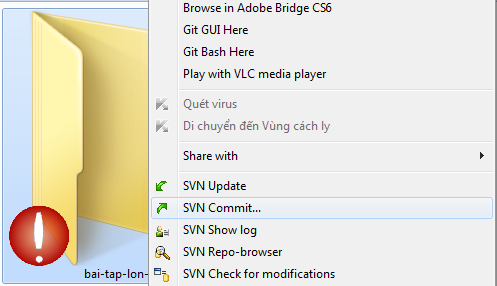 Browse in Adobe Bridge CS6
Git GUI Here
Git Bash Here
Play with VLC media player
Quét virus
Di chuyển đến Vùng cách ly
Share with
SVN Update
SVN Commit...
SVN Show log
SVN Repo-browser
SVN Check for modifications
bai-tap-lon-